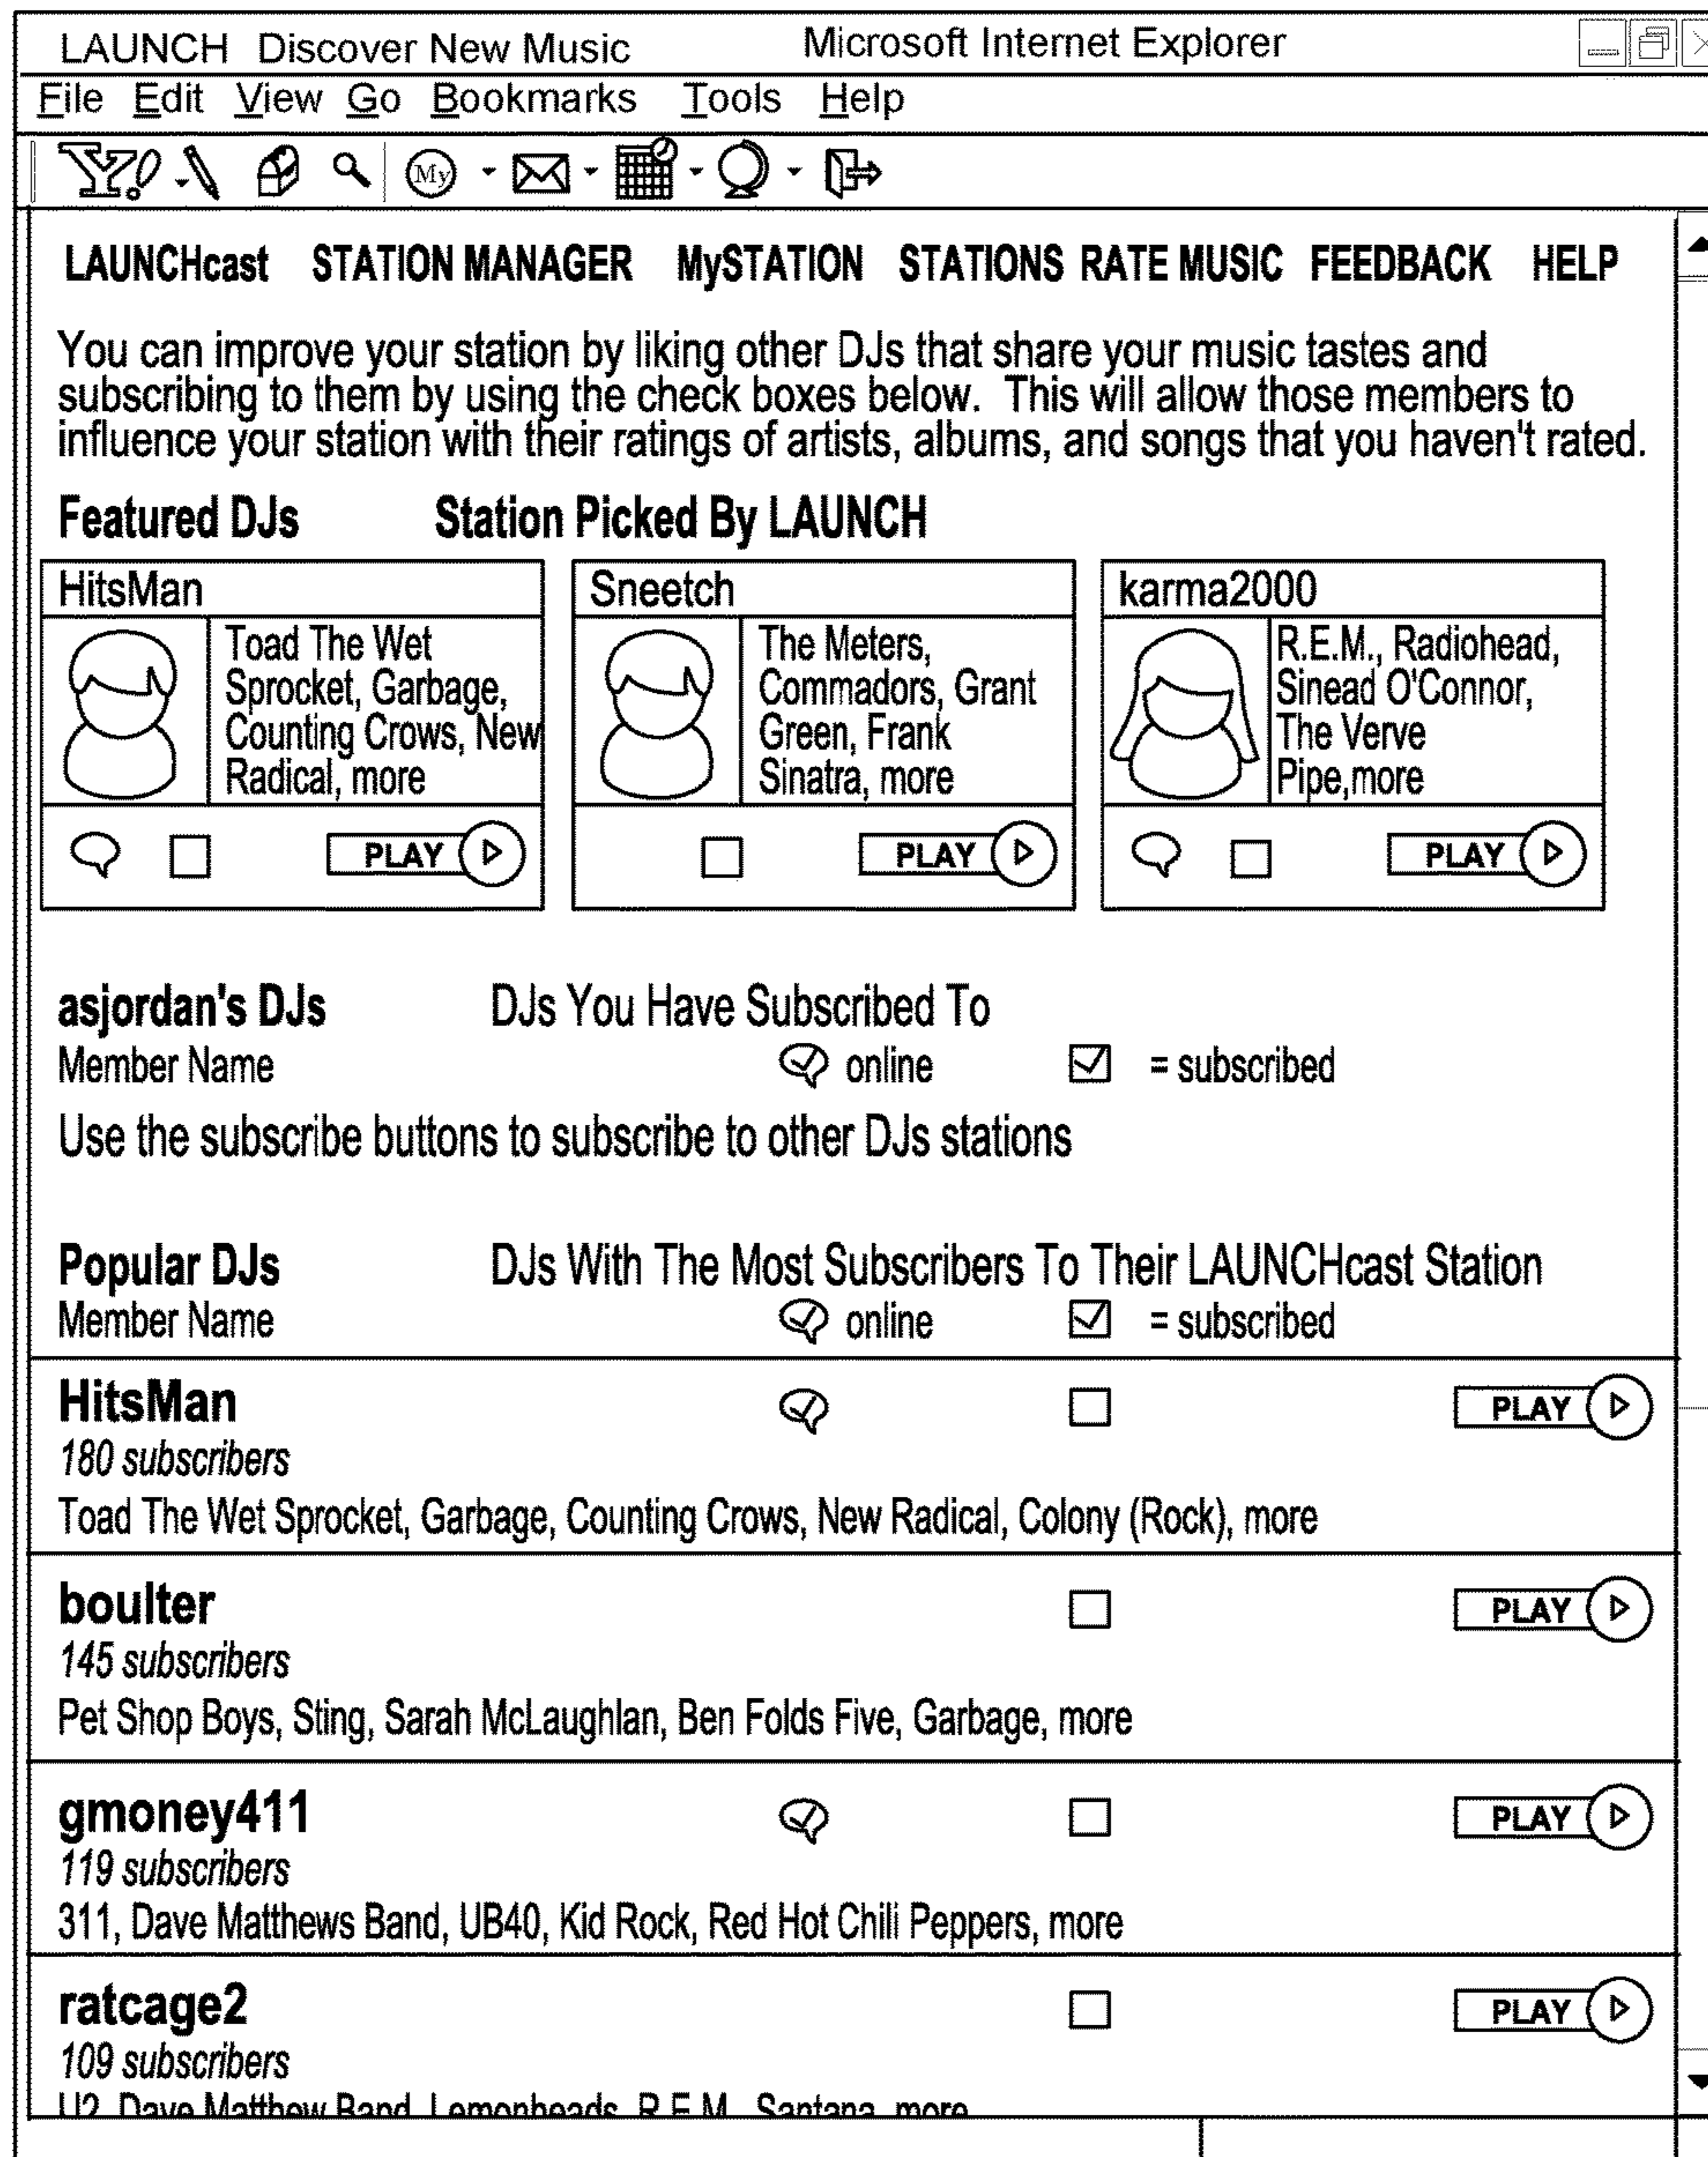 LAUNCH Discover New Music Microsoft Internet Explorer
File Edit View Go Bookmarks Tools Help
Y! My
LAUNCHcast STATION MANAGER MySTATION STATIONS RATE MUSIC FEEDBACK HELP
You can improve your station by liking other DJs that share your music tastes and
subscribing to them by using the check boxes below. This will allow those members to
influence your station with their ratings of artists, albums, and songs that you haven't rated.
Featured DJs Station Picked By LAUNCH
HitsMan
Toad The Wet
Sprocket, Garbage,
Counting Crows, New
Radical, more
PLAY
Sneetch
The Meters,
Commadors, Grant
Green, Frank
Sinatra, more
PLAY
karma2000
R.E.M., Radiohead,
Sinead O'Connor,
The Verve
Pipe,more
PLAY
asjordan's DJs DJs You Have Subscribed To
Member Name online = subscribed
Use the subscribe buttons to subscribe to other DJs stations
Popular DJs DJs With The Most Subscribers To Their LAUNCHcast Station
Member Name online = subscribed
HitsMan PLAY
180 subscribers
Toad The Wet Sprocket, Garbage, Counting Crows, New Radical, Colony (Rock), more
boulter PLAY
145 subscribers
Pet Shop Boys, Sting, Sarah McLaughlan, Ben Folds Five, Garbage, more
gmoney411 PLAY
119 subscribers
311, Dave Matthews Band, UB40, Kid Rock, Red Hot Chili Peppers, more
ratcage2 PLAY
109 subscribers
U2, Dave Matthew Band, Lemonheads, R.E.M., Santana, more